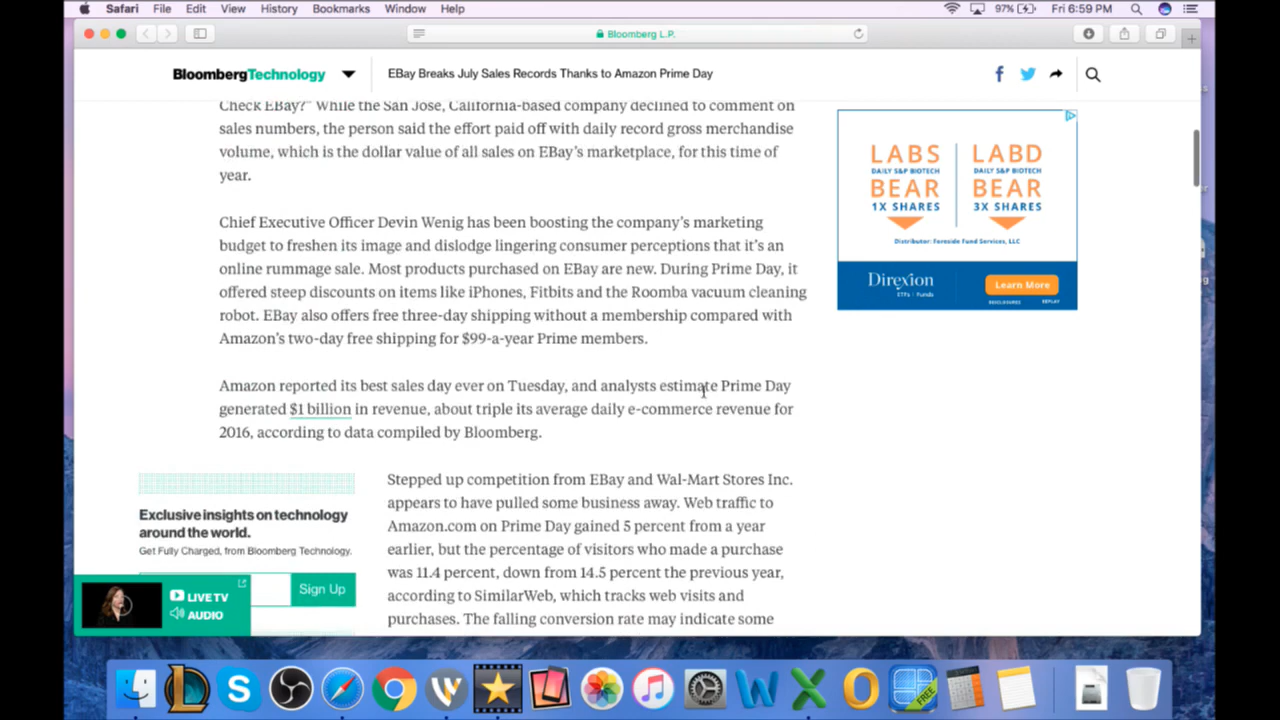 Safari File Edit View History Bookmarks Window Help 97% Fri 6:59 PM
Bloomberg L.P.
BloombergTechnology
EBay Breaks July Sales Records Thanks to Amazon Prime Day
Check EBay?" While the San Jose, California-based company declined to comment on
sales numbers, the person said the effort paid off with daily record gross merchandise
volume, which is the dollar value of all sales on EBay's marketplace, for this time of
year.
Chief Executive Officer Devin Wenig has been boosting the company's marketing
budget to freshen its image and dislodge lingering consumer perceptions that it's an
online rummage sale. Most products purchased on EBay are new. During Prime Day, it
offered steep discounts on items like iPhones, Fitbits and the Roomba vacuum cleaning
robot. EBay also offers free three-day shipping without a membership compared with
Amazon's two-day free shipping for $99-a-year Prime members.
Amazon reported its best sales day ever on Tuesday, and analysts estimate Prime Day
generated $1 billion in revenue, about triple its average daily e-commerce revenue for
2016, according to data compiled by Bloomberg.
Stepped up competition from EBay and Wal-Mart Stores Inc.
appears to have pulled some business away. Web traffic to
Amazon.com on Prime Day gained 5 percent from a year
earlier, but the percentage of visitors who made a purchase
was 11.4 percent, down from 14.5 percent the previous year,
according to SimilarWeb, which tracks web visits and
purchases. The falling conversion rate may indicate some
Exclusive insights on technology
around the world.
Get Fully Charged, from Bloomberg Technology.
Sign Up
LIVE TV
AUDIO
LABS
DAILY S&P BIOTECH
BEAR
1X SHARES
LABD
DAILY S&P BIOTECH
BEAR
3X SHARES
Distributor: Foreside Fund Services, LLC
Direxion
ETFs Funds
Learn More
DISCLOSURES REPLAY
FREE